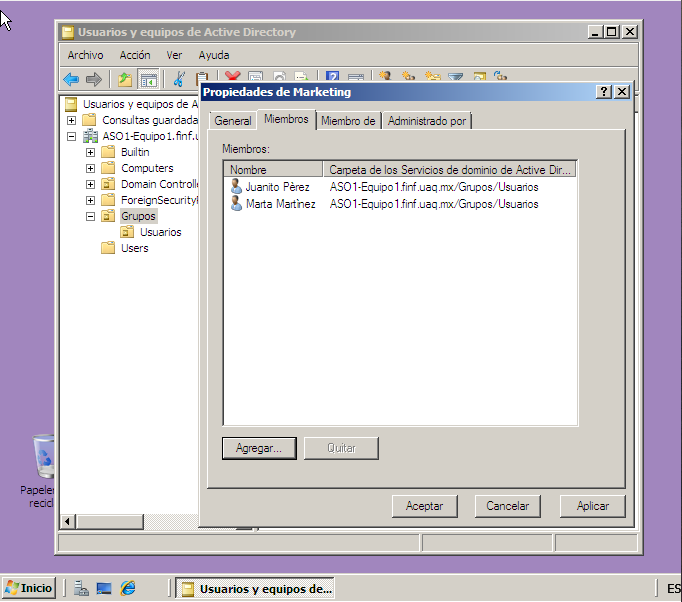 Usuarios y equipos de Active Directory
Archivo Acción Ver Ayuda
Propiedades de Marketing
Usuarios y equipos de A
Consultas guardada
ASO1-Equipo1.finf.u
Builtin
Computers
Domain Controll
ForeignSecurityP
Grupos
Usuarios
Users
General Miembros Miembro de Administrado por
Miembros:
Nombre Carpeta de los Servicios de dominio de Active Dir...
Juanito Pèrez ASO1-Equipo1.finf.uaq.mx/Grupos/Usuarios
Marta Martìnez ASO1-Equipo1.finf.uaq.mx/Grupos/Usuarios
Agregar... Quitar
Aceptar Cancelar Aplicar
Papeler
recicl
Inicio Usuarios y equipos de... ES